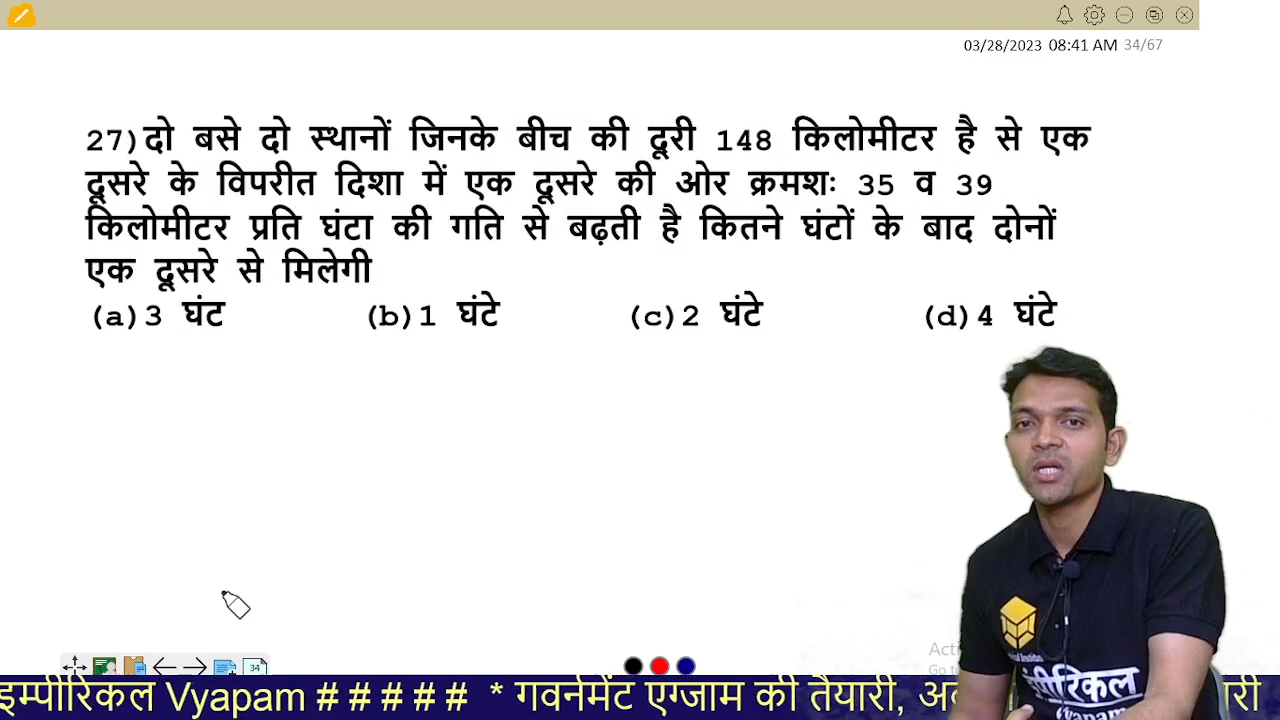 03/28/2023 08:41 AM 34/67
27)दो बसे दो स्थानों जिनके बीच की दूरी 148 किलोमीटर है से एक
दूसरे के विपरीत दिशा में एक दूसरे की ओर क्रमशः 35 व 39
किलोमीटर प्रति घंटा की गति से बढ़ती है कितने घंटों के बाद दोनों
एक दूसरे से मिलेगी
(a)3 घंट (b)1 घंटे (c)2 घंटे (d)4 घंटे
34
इम्पीरिकल Vyapam # # # # # * गवर्नमेंट एग्जाम की तैयारी,
Vyapam